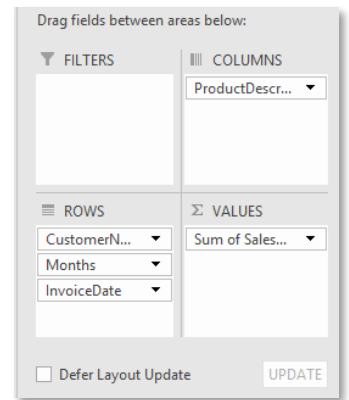 Drag fields between areas below:
FILTERS
COLUMNS
ProductDescr...
ROWS
Σ VALUES
CustomerN...
Sum of Sales...
Months
InvoiceDate
Defer Layout Update
UPDATE